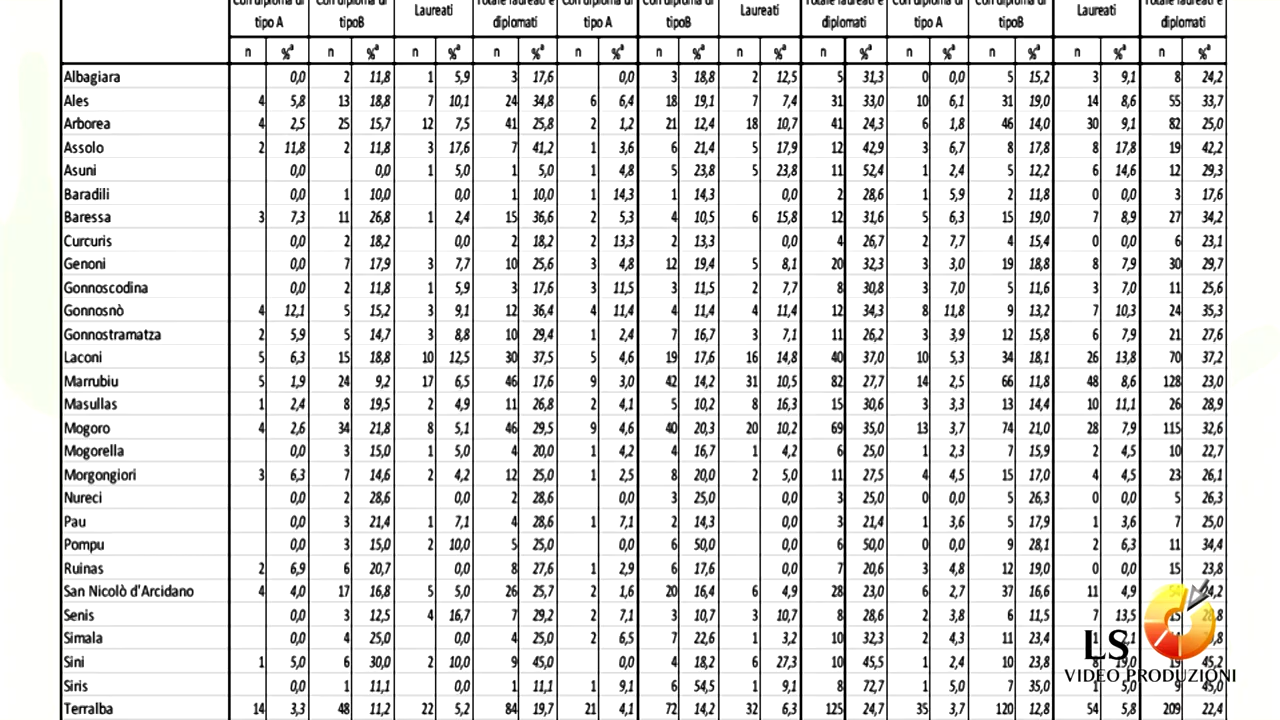 Con diploma di Con diploma di Laureati Totale laureati e Con diploma di Con diploma di Laureati Totale laureati e Con diploma di Con diploma di Laureati Totale laureati e
tipo A tipoB diplomati tipo A tipoB diplomati tipo A tipoB diplomati
n %ª n %ª n %ª n %ª n %ª n %ª n %ª n %ª n %ª n %ª n %ª n %ª
Albagiara 0,0 2 11,8 1 5,9 3 17,6 0,0 3 18,8 2 12,5 5 31,3 0 0,0 5 15,2 3 9,1 8 24,2
Ales 4 5,8 13 18,8 7 10,1 24 34,8 6 6,4 18 19,1 7 7,4 31 33,0 10 6,1 31 19,0 14 8,6 55 33,7
Arborea 4 2,5 25 15,7 12 7,5 41 25,8 2 1,2 21 12,4 18 10,7 41 24,3 6 1,8 46 14,0 30 9,1 82 25,0
Assolo 2 11,8 2 11,8 3 17,6 7 41,2 1 3,6 6 21,4 5 17,9 12 42,9 3 6,7 8 17,8 8 17,8 19 42,2
Asuni 0,0 0,0 1 5,0 1 5,0 1 4,8 5 23,8 5 23,8 11 52,4 1 2,4 5 12,2 6 14,6 12 29,3
Baradili 0,0 1 10,0 0,0 1 10,0 1 14,3 1 14,3 0,0 2 28,6 1 5,9 2 11,8 0 0,0 3 17,6
Baressa 3 7,3 11 26,8 1 2,4 15 36,6 2 5,3 4 10,5 6 15,8 12 31,6 5 6,3 15 19,0 7 8,9 27 34,2
Curcuris 0,0 2 18,2 0,0 2 18,2 2 13,3 2 13,3 0,0 4 26,7 2 7,7 4 15,4 0 0,0 6 23,1
Genoni 0,0 7 17,9 3 7,7 10 25,6 3 4,8 12 19,4 5 8,1 20 32,3 3 3,0 19 18,8 8 7,9 30 29,7
Gonnoscodina 0,0 2 11,8 1 5,9 3 17,6 3 11,5 3 11,5 2 7,7 8 30,8 3 7,0 5 11,6 3 7,0 11 25,6
Gonnosnò 4 12,1 5 15,2 3 9,1 12 36,4 4 11,4 4 11,4 4 11,4 12 34,3 8 11,8 9 13,2 7 10,3 24 35,3
Gonnostramatza 2 5,9 5 14,7 3 8,8 10 29,4 1 2,4 7 16,7 3 7,1 11 26,2 3 3,9 12 15,8 6 7,9 21 27,6
Laconi 5 6,3 15 18,8 10 12,5 30 37,5 5 4,6 19 17,6 16 14,8 40 37,0 10 5,3 34 18,1 26 13,8 70 37,2
Marrubiu 5 1,9 24 9,2 17 6,5 46 17,6 9 3,0 42 14,2 31 10,5 82 27,7 14 2,5 66 11,8 48 8,6 128 23,0
Masullas 1 2,4 8 19,5 2 4,9 11 26,8 2 4,1 5 10,2 8 16,3 15 30,6 3 3,3 13 14,4 10 11,1 26 28,9
Mogoro 4 2,6 34 21,8 8 5,1 46 29,5 9 4,6 40 20,3 20 10,2 69 35,0 13 3,7 74 21,0 28 7,9 115 32,6
Mogorella 0,0 3 15,0 1 5,0 4 20,0 1 4,2 4 16,7 1 4,2 6 25,0 1 2,3 7 15,9 2 4,5 10 22,7
Morgongiori 3 6,3 7 14,6 2 4,2 12 25,0 1 2,5 8 20,0 2 5,0 11 27,5 4 4,5 15 17,0 4 4,5 23 26,1
Nureci 0,0 2 28,6 0,0 2 28,6 0,0 3 25,0 0,0 3 25,0 0 0,0 5 26,3 0 0,0 5 26,3
Pau 0,0 3 21,4 1 7,1 4 28,6 1 7,1 2 14,3 0,0 3 21,4 1 3,6 5 17,9 1 3,6 7 25,0
Pompu 0,0 3 15,0 2 10,0 5 25,0 0,0 6 50,0 0,0 6 50,0 0 0,0 9 28,1 2 6,3 11 34,4
Ruinas 2 6,9 6 20,7 0,0 8 27,6 1 2,9 6 17,6 0,0 7 20,6 3 4,8 12 19,0 0 0,0 15 23,8
San Nicolò d'Arcidano 4 4,0 17 16,8 5 5,0 26 25,7 2 1,6 20 16,4 6 4,9 28 23,0 6 2,7 37 16,6 11 4,9
Senis 0,0 3 12,5 4 16,7 7 29,2 2 7,1 3 10,7 3 10,7 8 28,6 2 3,8 6 11,5 7 13,5
Simala 0,0 4 25,0 0,0 4 25,0 2 6,5 7 22,6 1 3,2 10 32,3 2 4,3 11 23,4
Sini 1 5,0 6 30,0 2 10,0 9 45,0 0,0 4 18,2 6 27,3 10 45,5 1 2,4 10 23,8 8 19,0 19 45,2
Siris 0,0 1 11,1 0,0 1 11,1 1 9,1 6 54,5 1 9,1 8 72,7 1 5,0 7 35,0 1 5,0 9 45,0
Terralba 14 3,3 48 11,2 22 5,2 84 19,7 21 4,1 72 14,2 32 6,3 125 24,7 35 3,7 120 12,8 54 5,8 209 22,4
LS
VIDEO PRODUZIONI